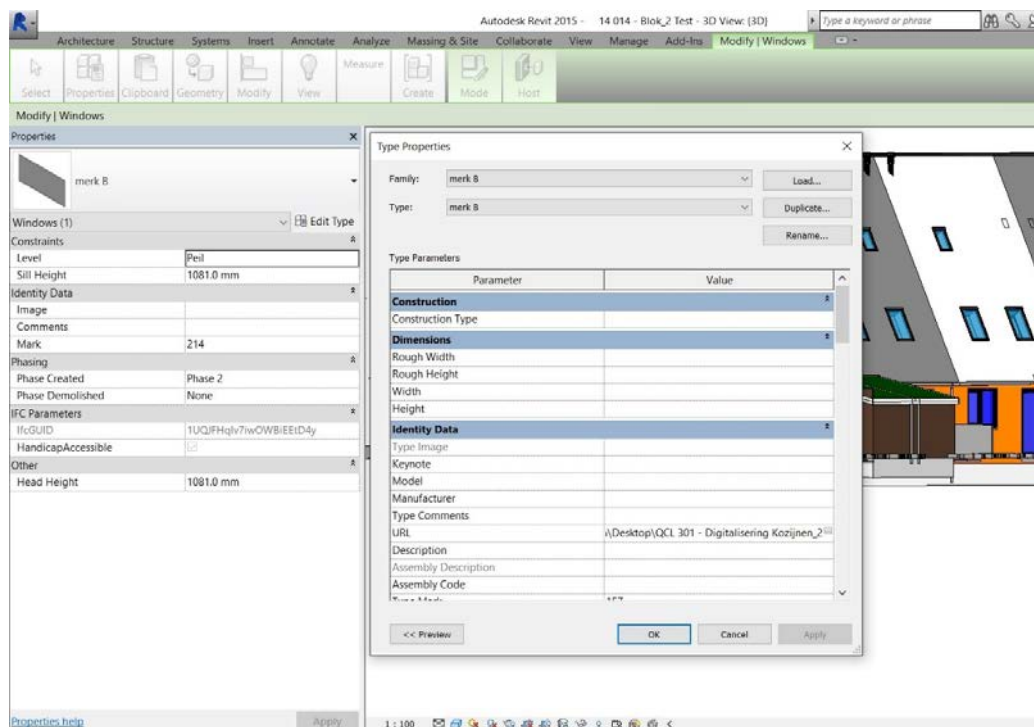 Autodesk Revit 2015 - 14 014 - Blok_2 Test - 3D View: {3D}
Type a keyword or phrase
Architecture Structure Systems Insert Annotate Analyze Massing & Site Collaborate View Manage Add-Ins Modify | Windows
Select Properties Clipboard Geometry Modify View Measure Create Mode Host
Modify | Windows
Properties
merk B
Windows (1)
Edit Type
Constraints
Level Peil
Sill Height 1081.0 mm
Identity Data
Image
Comments
Mark 214
Phasing
Phase Created Phase 2
Phase Demolished None
IFC Parameters
IfcGUID
HandicapAccessible
Other
Head Height 1081.0 mm
Properties help
Apply
Type Properties
Family: merk B Load...
Type: merk B Duplicate...
Rename...
Type Parameters
Parameter Value
Construction
Construction Type
Dimensions
Rough Width
Rough Height
Width
Height
Identity Data
Type Image
Keynote
Model
Manufacturer
Type Comments
URL \Desktop\QCL 301 - Digitalisering Kozijnen_2
Description
Assembly Description
Assembly Code
Type Mark 157
<< Preview OK Cancel Apply
1 : 100